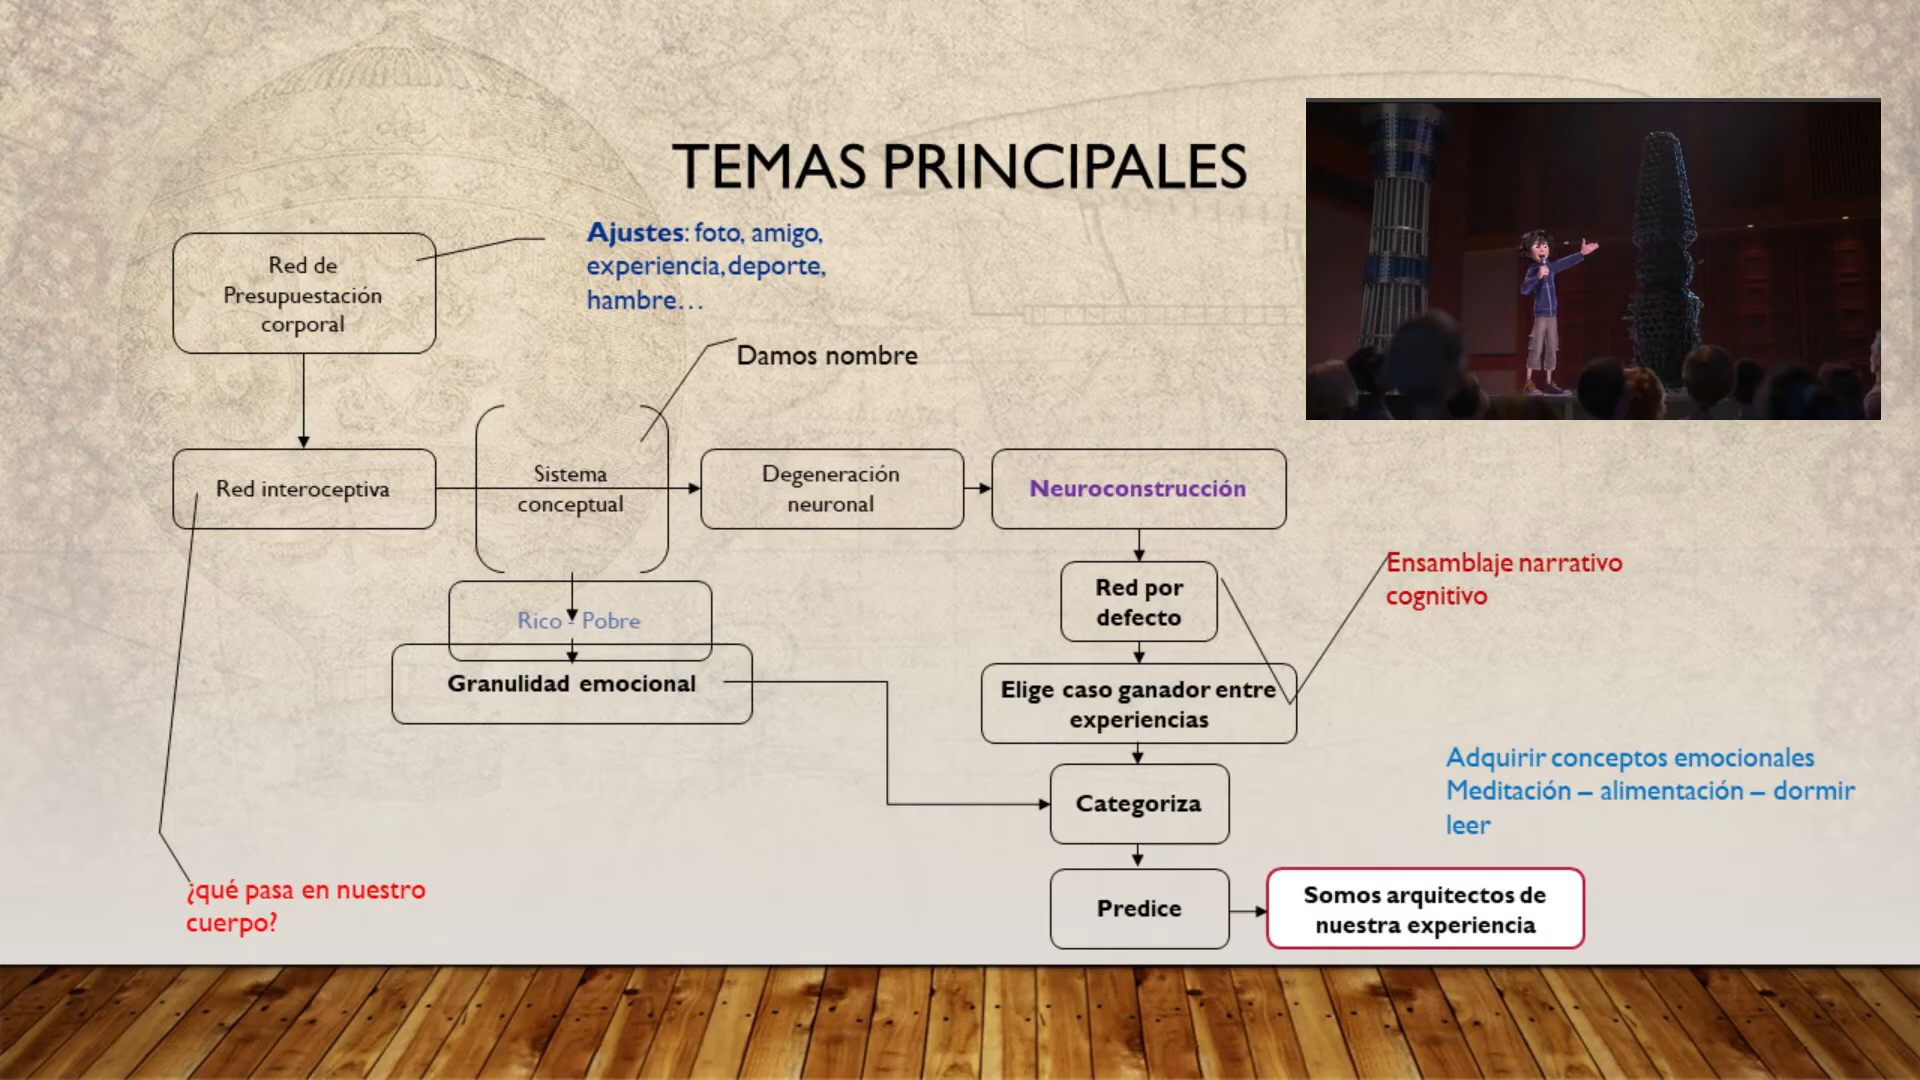 TEMAS PRINCIPALES
Red de
Presupuestación
corporal
Ajustes: foto, amigo,
experiencia, deporte,
hambre…
Damos nombre
Red interoceptiva
Sistema
conceptual
Degeneración
neuronal
Neuroconstrucción
Rico - Pobre
Granulidad emocional
Red por
defecto
Ensamblaje narrativo
cognitivo
Elige caso ganador entre
experiencias
Categoriza
Adquirir conceptos emocionales
Meditación – alimentación – dormir
leer
¿qué pasa en nuestro
cuerpo?
Predice
Somos arquitectos de
nuestra experiencia